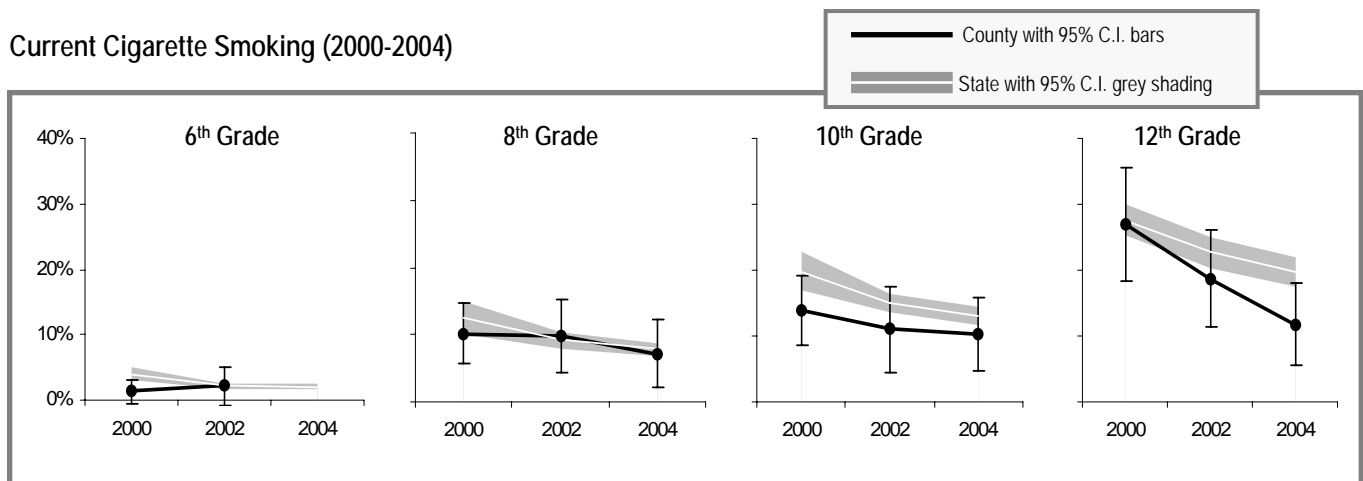 County with 95% C.I. bars
Current Cigarette Smoking (2000-2004)
State with 95% C.I. grey shading
6th Grade 8th Grade 10th Grade 12th Grade
40%
30%
20%
10%
0%
2000 2002 2004 2000 2002 2004 2000 2002 2004 2000 2002 2004